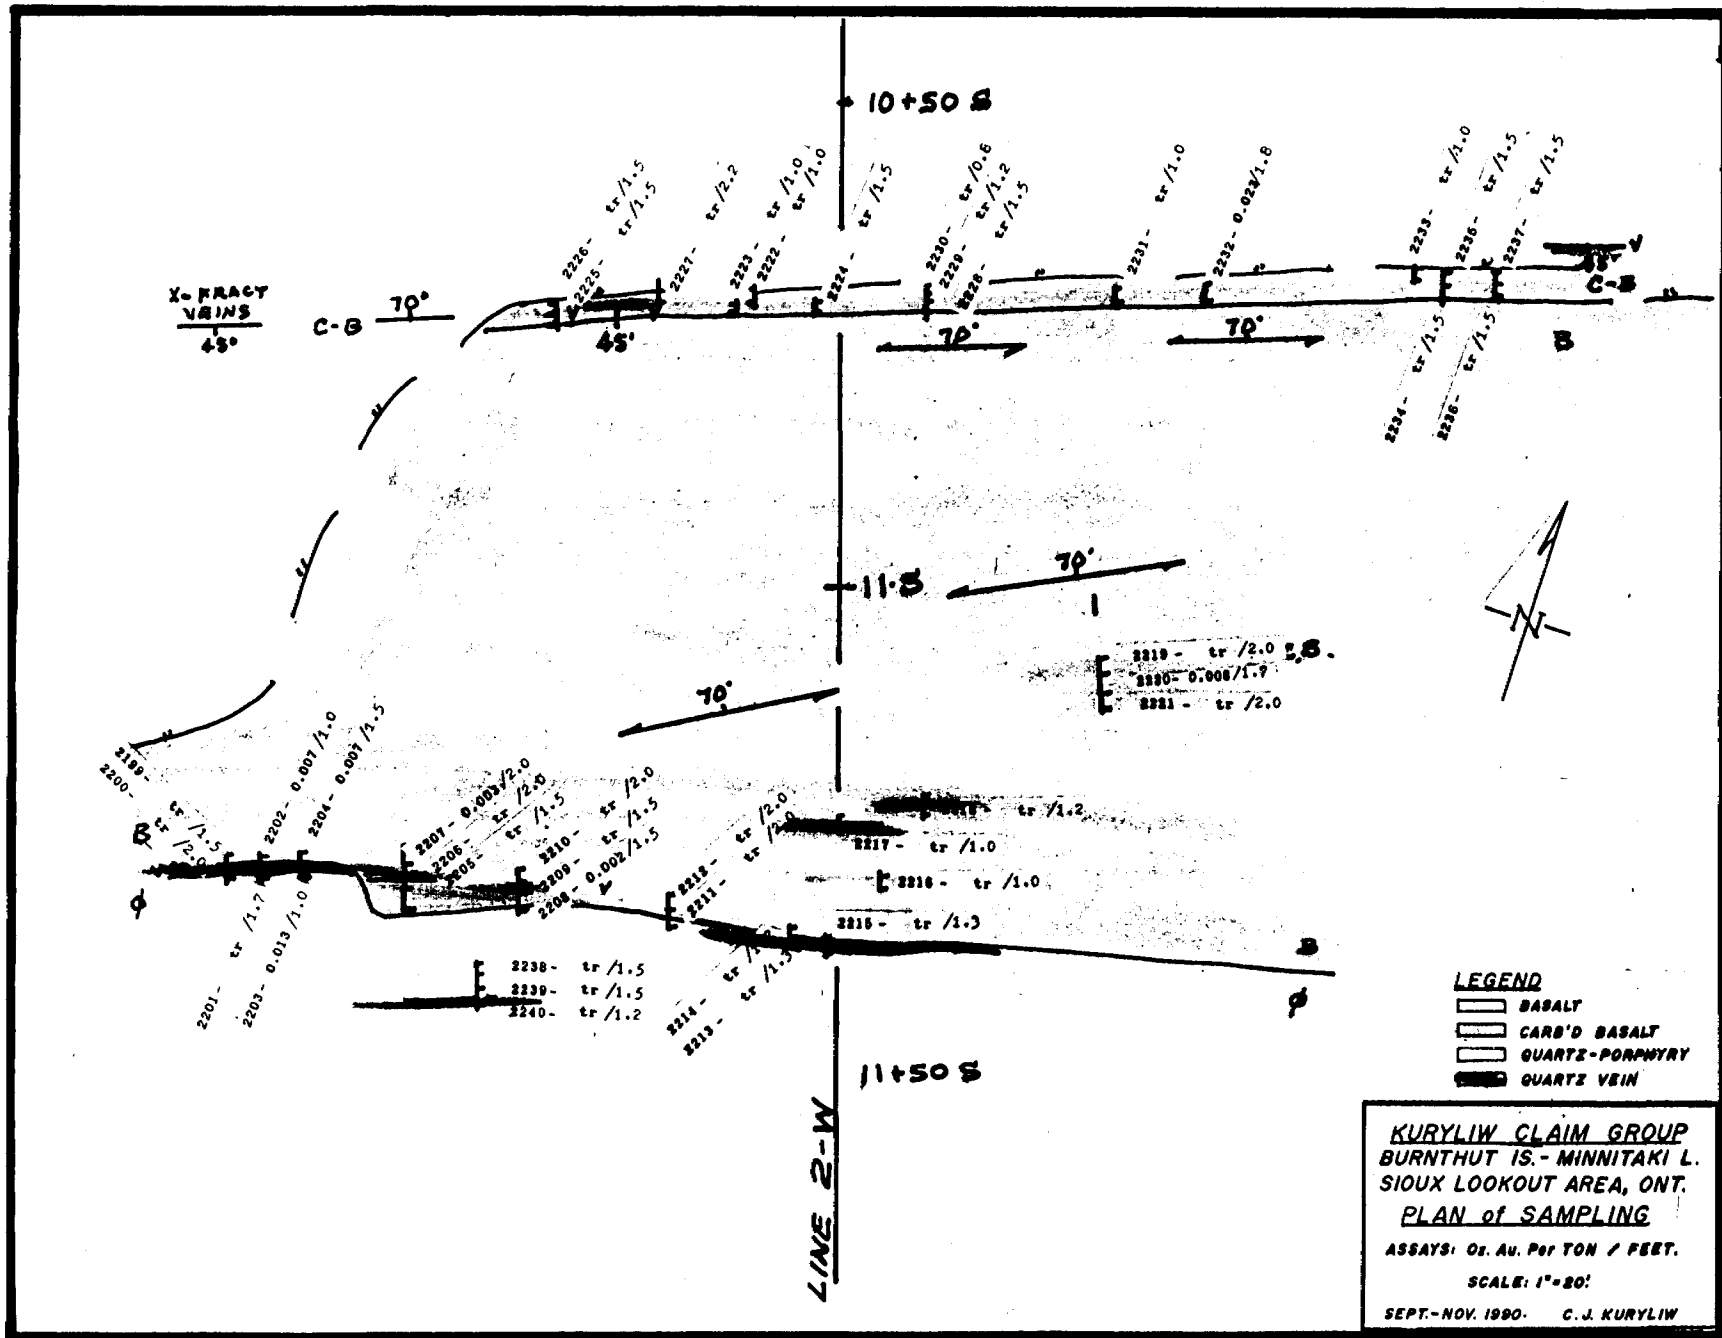 10+50 S
2226- tr /1.5
2225- tr /1.5
2227- tr /2.2
2223- tr /1.0
2222- tr /1.0
2224- tr /1.5
2230- tr /0.8
2229- tr /1.2
2228- tr /1.5
2231- tr /1.0
2232- 0.022/1.8
2233- tr /1.0
2235- tr /1.5
2237- tr /1.5
X-FRACT
VEINS
45°
C-B
70°
45°
70°
70°
45°
C-B
B
2234- tr /1.5
2236- tr /1.5
11·S
70°
1
N
2219- tr /2.0
2220- 0.008/1.7
2221- tr /2.0
70°
2199- tr /1.5
2200- tr /2.0
2202- 0.007/1.0
2204- 0.007/1.5
2207- 0.003/2.0
2206- tr /2.0
2205- tr /1.5
2210- tr /2.0
2209- tr /1.5
2208- 0.002/1.5
2212- tr /2.0
2211- tr /2.0
tr /1.2
2217- tr /1.0
2216- tr /1.0
2215- tr /1.3
B
φ
2201- tr /1.7
2203- 0.013/1.0
2238- tr /1.5
2239- tr /1.5
2240- tr /1.2
2214- tr
2213- tr /1.3
B
φ
11+50 S
LINE 2-W
LEGEND
BASALT
CARB'D BASALT
QUARTZ-PORPHYRY
QUARTZ VEIN
KURYLIW CLAIM GROUP
BURNTHUT IS.- MINNITAKI L.
SIOUX LOOKOUT AREA, ONT.
PLAN of SAMPLING
ASSAYS: Oz. Au. Per TON / FEET.
SCALE: 1"=20'
SEPT.-NOV. 1990. C.J. KURYLIW